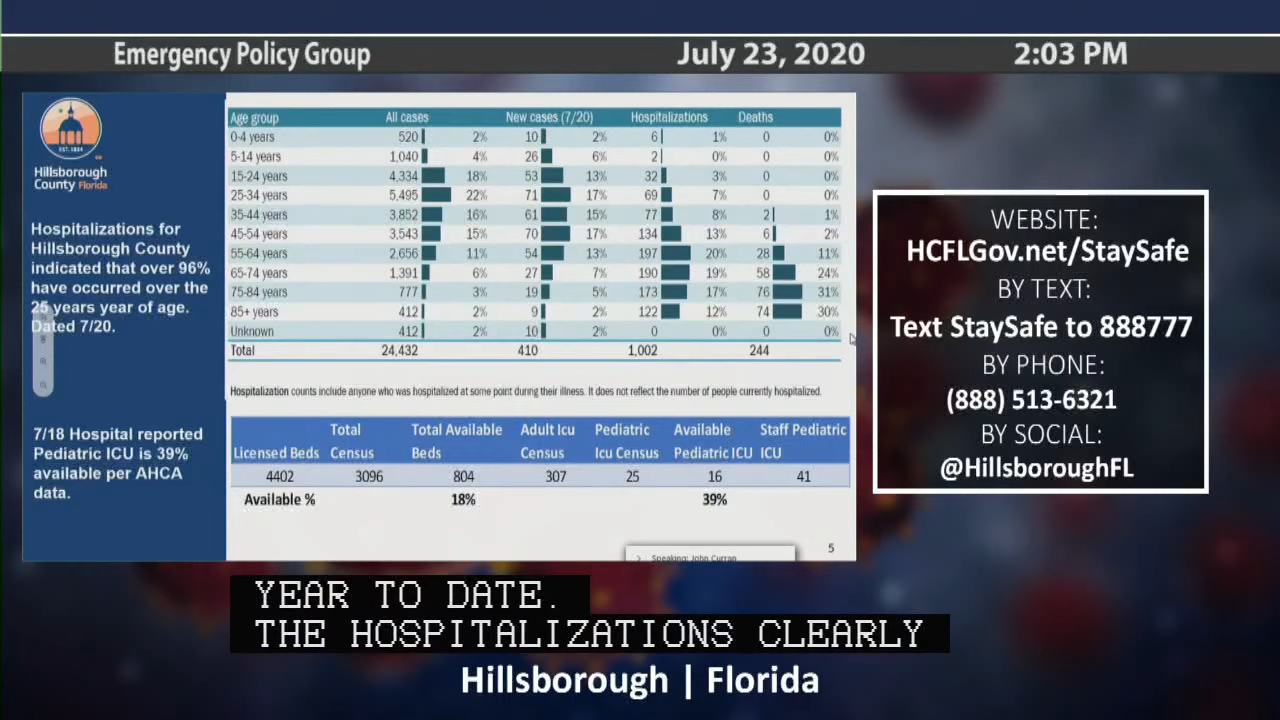 Emergency Policy Group July 23, 2020 2:03 PM
EST. 1834
Hillsborough
County Florida
Hospitalizations for
Hillsborough County
indicated that over 96%
have occurred over the
25 years year of age.
Dated 7/20.
7/18 Hospital reported
Pediatric ICU is 39%
available per AHCA
data.
Age group All cases New cases (7/20) Hospitalizations Deaths
0-4 years 520 2% 10 2% 6 1% 0 0%
5-14 years 1,040 4% 26 6% 2 0% 0 0%
15-24 years 4,334 18% 53 13% 32 3% 0 0%
25-34 years 5,495 22% 71 17% 69 7% 0 0%
35-44 years 3,852 16% 61 15% 77 8% 2 1%
45-54 years 3,543 15% 70 17% 134 13% 6 2%
55-64 years 2,656 11% 54 13% 197 20% 28 11%
65-74 years 1,391 6% 27 7% 190 19% 58 24%
75-84 years 777 3% 19 5% 173 17% 76 31%
85+ years 412 2% 9 2% 122 12% 74 30%
Unknown 412 2% 10 2% 0 0% 0 0%
Total 24,432 410 1,002 244
Hospitalization counts include anyone who was hospitalized at some point during their illness. It does not reflect the number of people currently hospitalized.
Total Total Available Adult Icu Pediatric Available Staff Pediatric
Licensed Beds Census Beds Census Icu Census Pediatric ICU ICU
4402 3096 804 307 25 16 41
Available % 18% 39%
Speaking: John Curran
5
WEBSITE:
HCFLGov.net/StaySafe
BY TEXT:
Text StaySafe to 888777
BY PHONE:
(888) 513-6321
BY SOCIAL:
@HillsboroughFL
YEAR TO DATE.
THE HOSPITALIZATIONS CLEARLY
Hillsborough | Florida